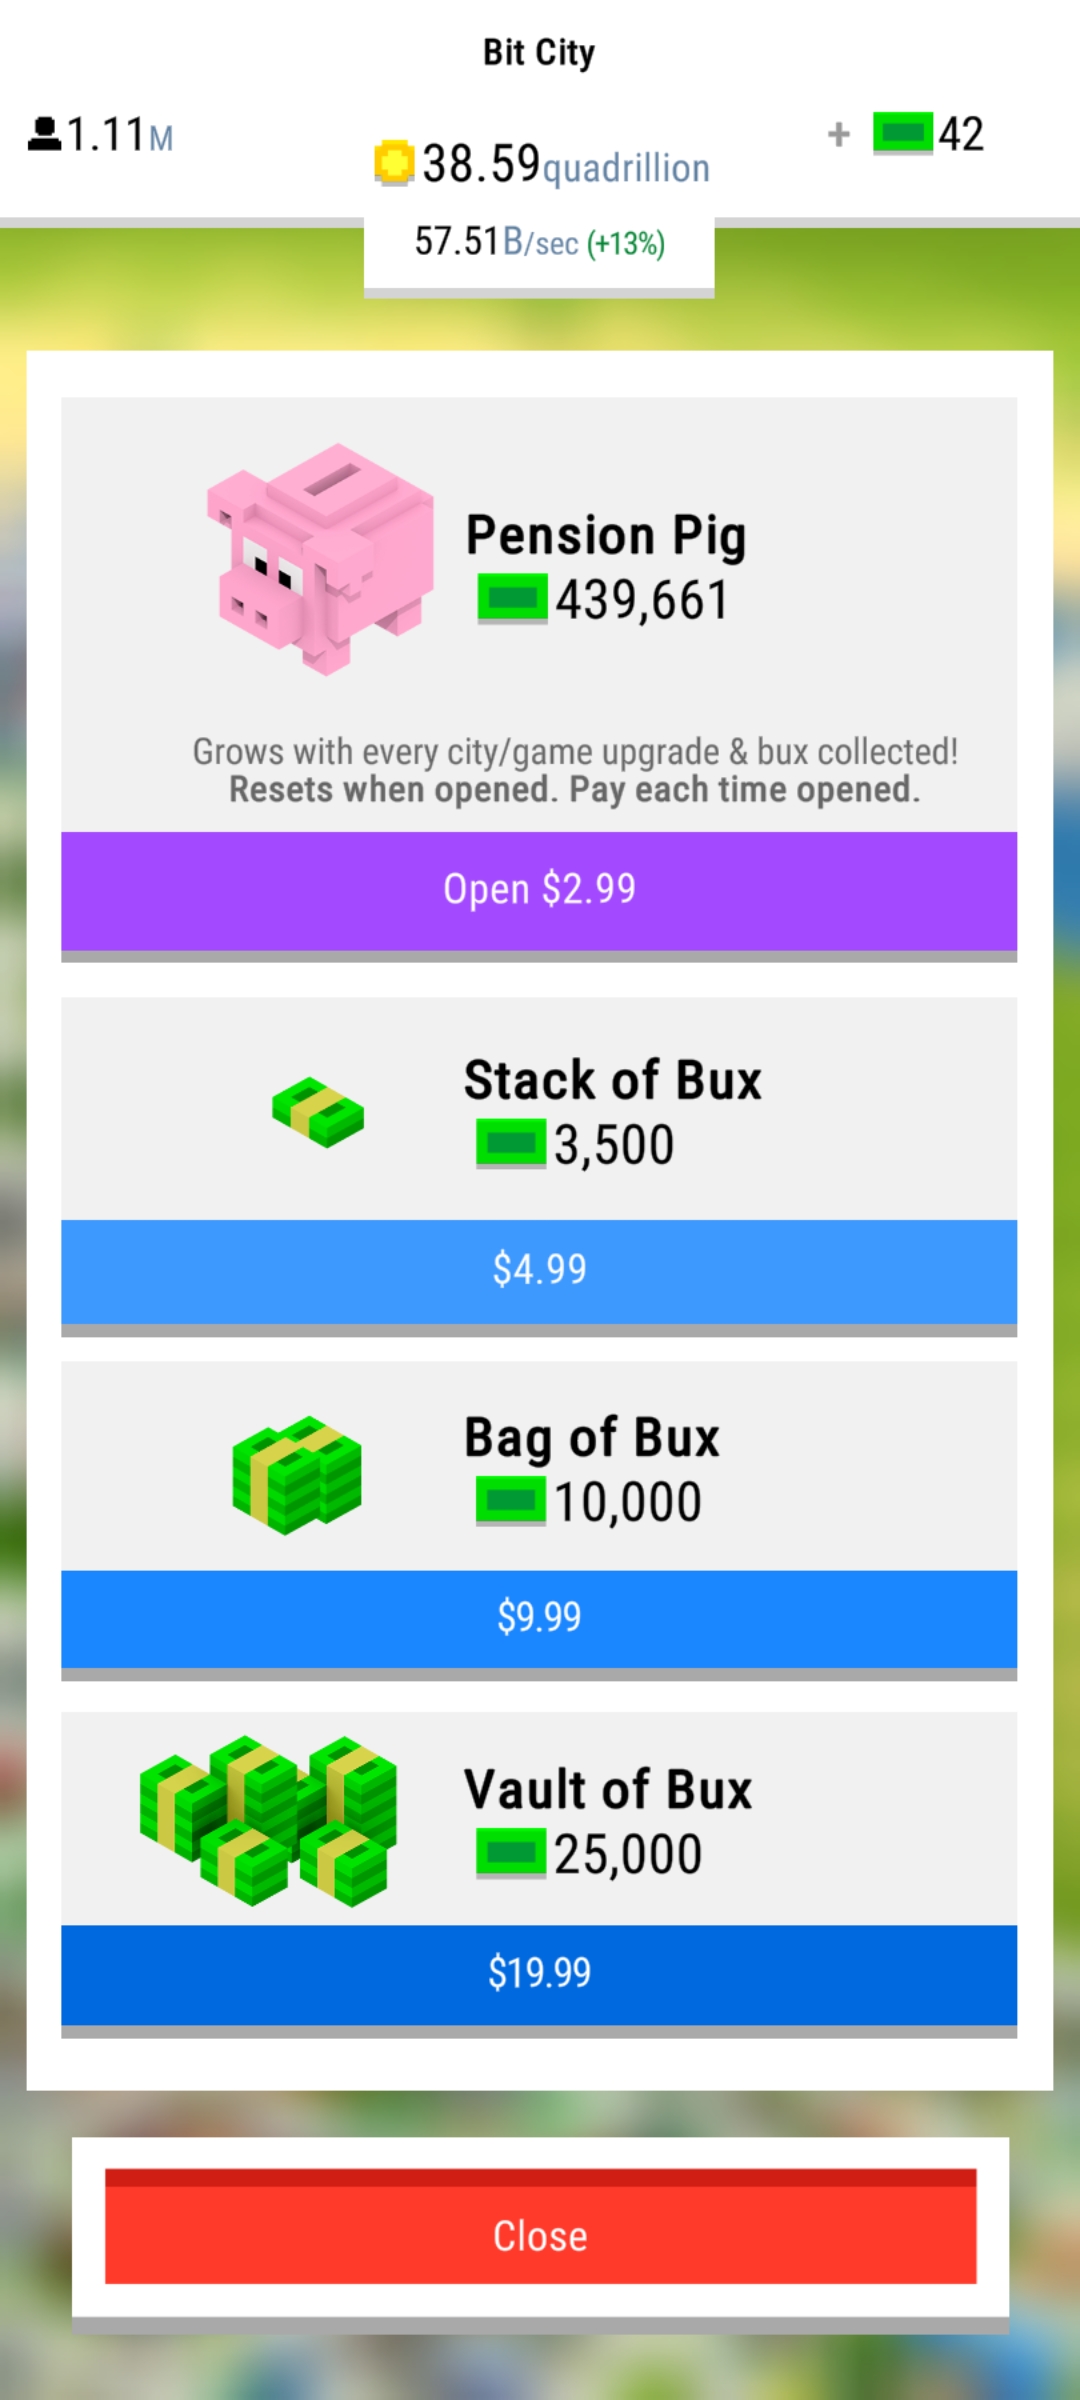 Bit City
1.11M
38.59quadrillion
+ 42
57.51B/sec (+13%)
Pension Pig
439,661
Grows with every city/game upgrade & bux collected!
Resets when opened. Pay each time opened.
Open $2.99
Stack of Bux
3,500
$4.99
Bag of Bux
10,000
$9.99
Vault of Bux
25,000
$19.99
Close